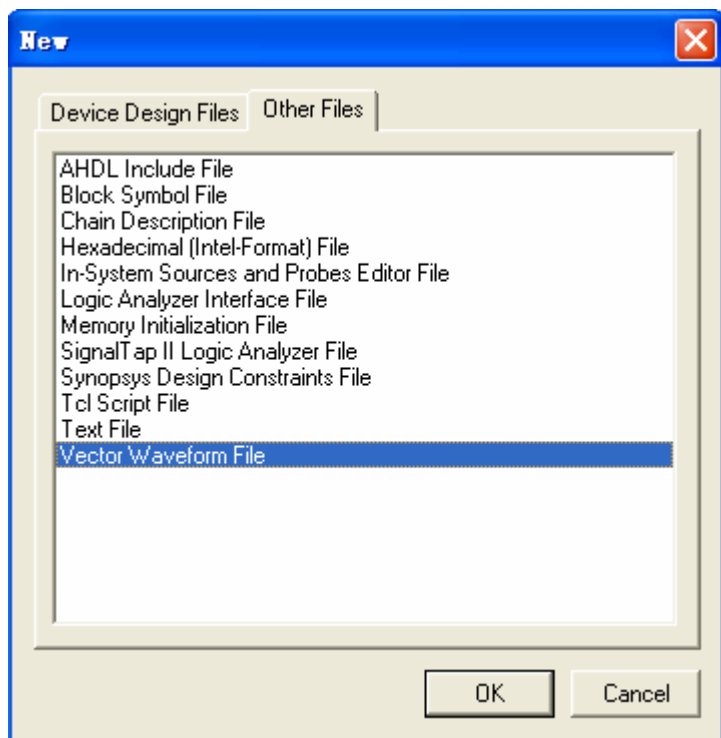 New
Device Design Files Other Files
AHDL Include File
Block Symbol File
Chain Description File
Hexadecimal (Intel-Format) File
In-System Sources and Probes Editor File
Logic Analyzer Interface File
Memory Initialization File
SignalTap II Logic Analyzer File
Synopsys Design Constraints File
Tcl Script File
Text File
Vector Waveform File
OK Cancel